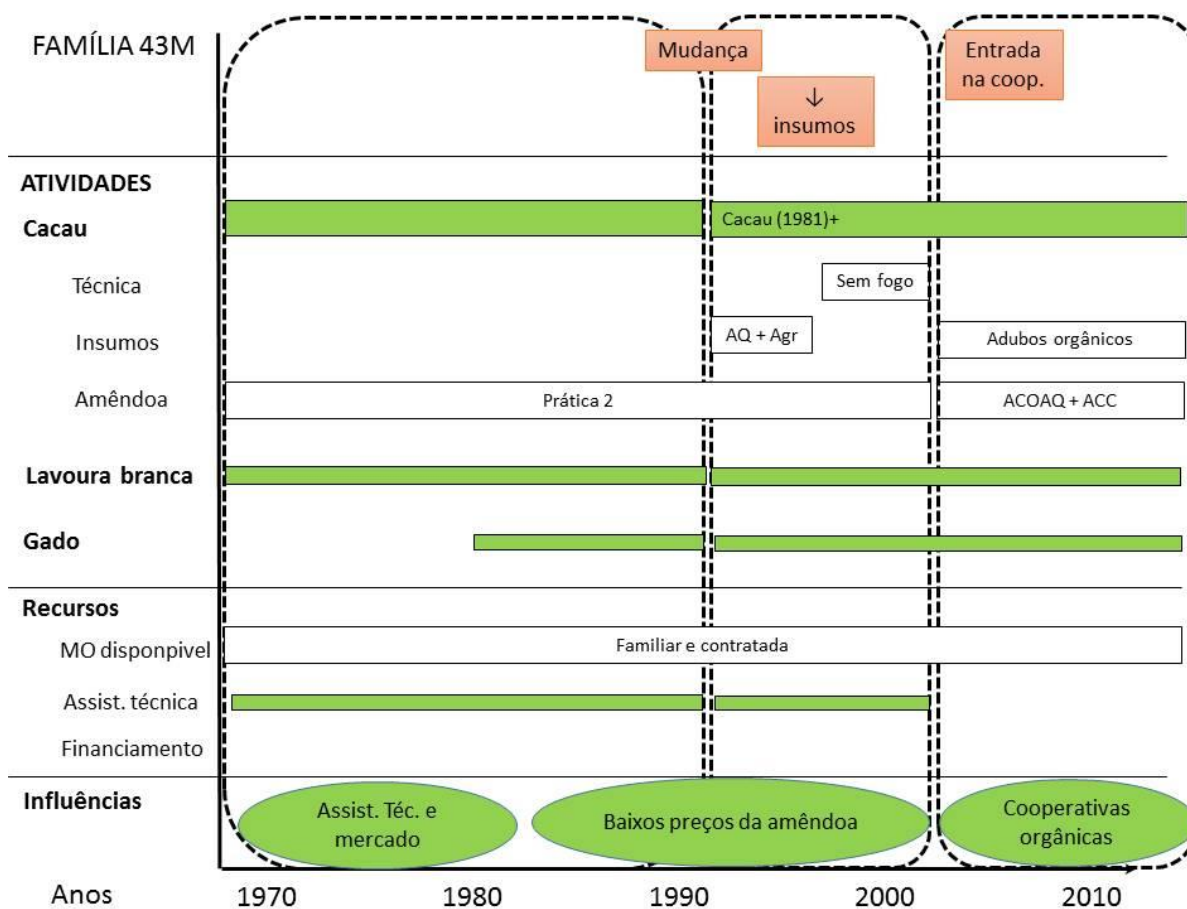 FAMÍLIA 43M
Mudança
↓
insumos
Entrada
na coop.
ATIVIDADES
Cacau
Cacau (1981)+
Técnica
Sem fogo
Insumos
AQ + Agr
Adubos orgânicos
Amêndoa
Prática 2
ACOAQ + ACC
Lavoura branca
Gado
Recursos
MO disponpivel
Familiar e contratada
Assist. técnica
Financiamento
Influências
Assist. Téc. e
mercado
Baixos preços da amêndoa
Cooperativas
orgânicas
Anos
1970
1980
1990
2000
2010